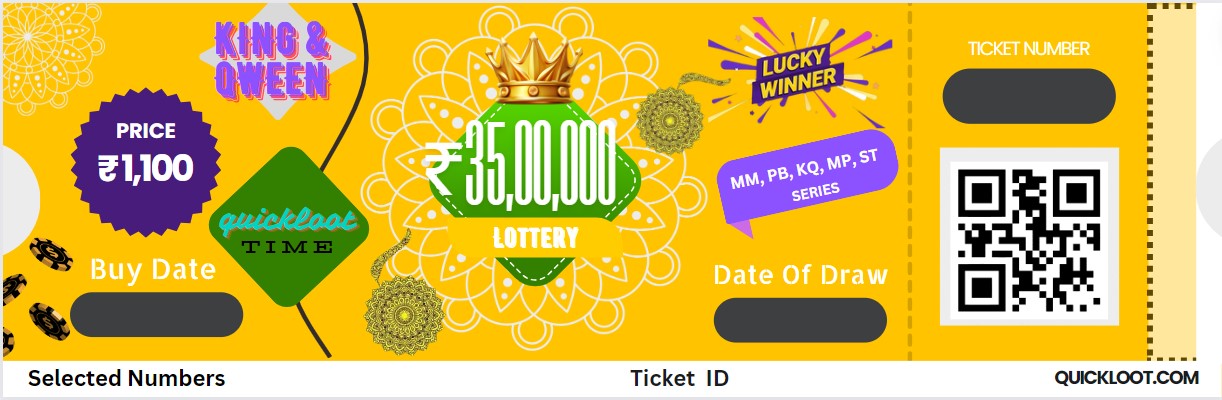 KING &
QWEEN
PRICE
₹1,100
quickloot
TIME
Buy Date
₹35,00,000
LOTTERY
LUCKY
WINNER
MM, PB, KQ, MP, ST
SERIES
Date Of Draw
TICKET NUMBER
Selected Numbers
Ticket ID
QUICKLOOT.COM